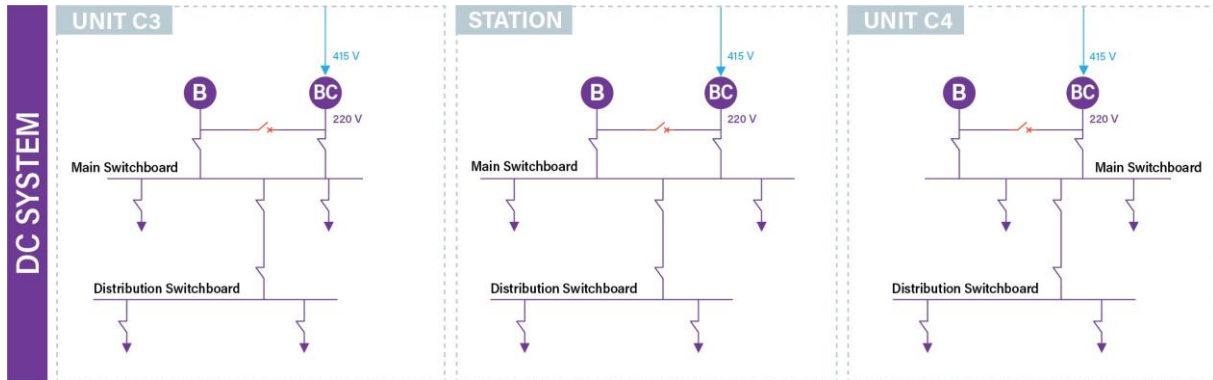 DC SYSTEM
UNIT C3
415 V
B
BC
220 V
Main Switchboard
Distribution Switchboard
STATION
415 V
B
BC
220 V
Main Switchboard
Distribution Switchboard
UNIT C4
415 V
B
BC
220 V
Main Switchboard
Distribution Switchboard